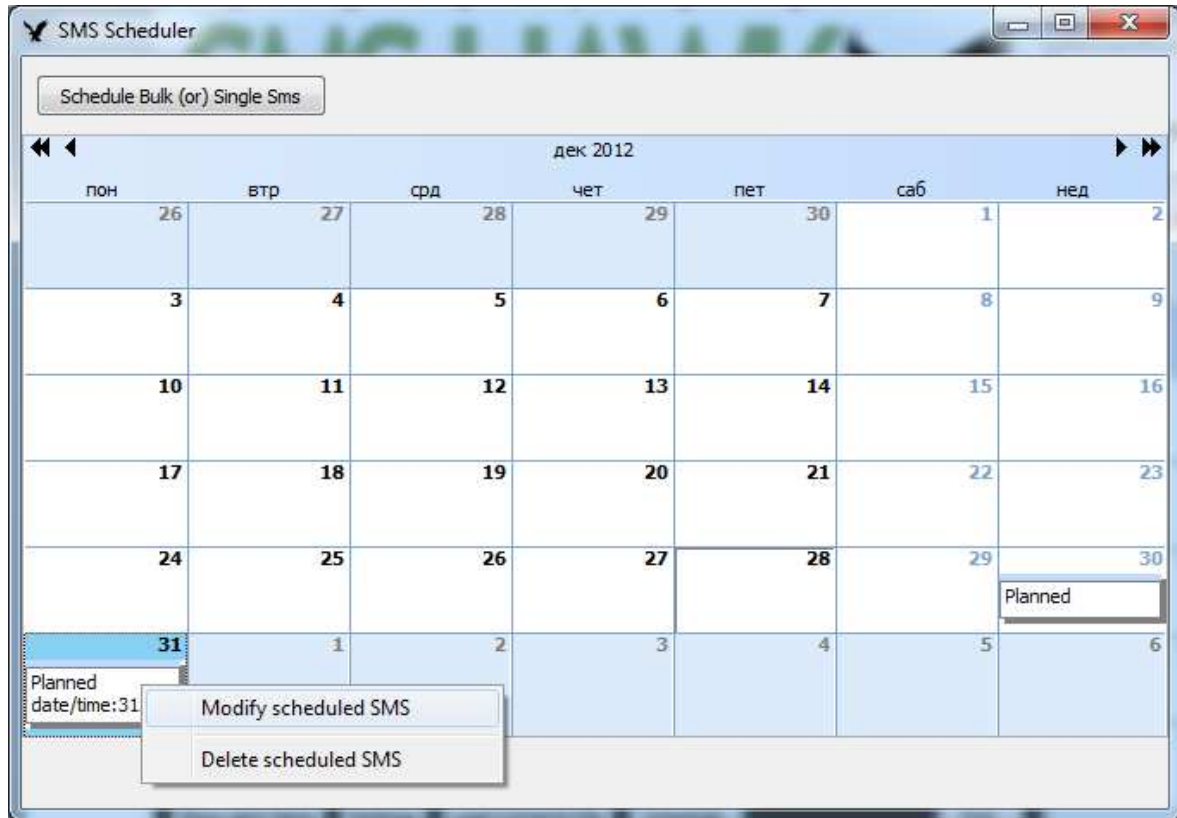 SMS Scheduler
Schedule Bulk (or) Single Sms
дек 2012
пон втр срд чет пет саб нед
26 27 28 29 30 1 2
3 4 5 6 7 8 9
10 11 12 13 14 15 16
17 18 19 20 21 22 23
24 25 26 27 28 29 30
Planned
31 1 2 3 4 5 6
Planned
date/time:31
Modify scheduled SMS
Delete scheduled SMS